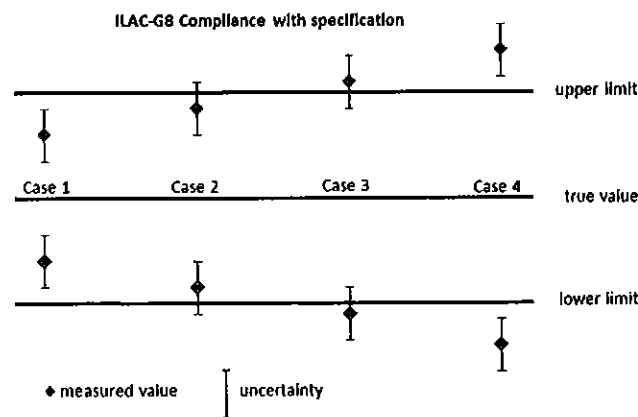 ILAC-G8 Compliance with specification
upper limit
Case 1 Case 2 Case 3 Case 4
true value
lower limit
measured value uncertainty